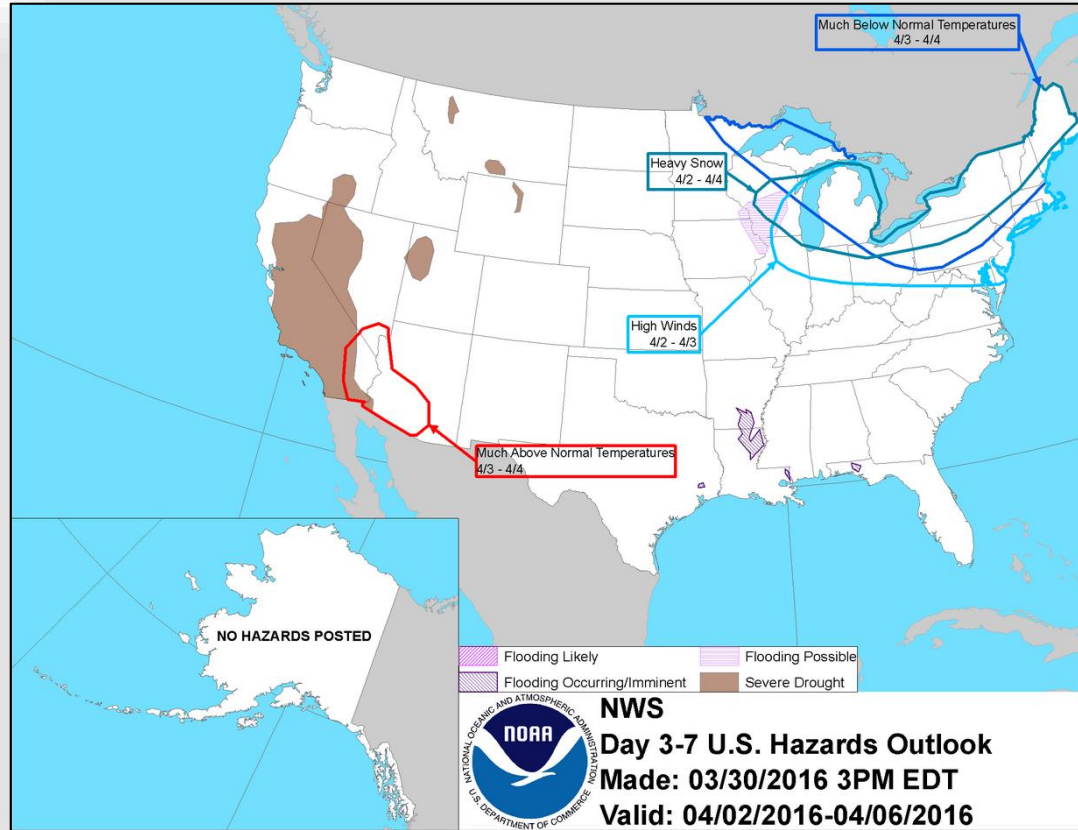 Much Below Normal Temperatures
4/3 - 4/4
Heavy Snow
4/2 - 4/4
High Winds
4/2 - 4/3
Much Above Normal Temperatures
4/3 - 4/4
NO HAZARDS POSTED
Flooding Likely
Flooding Possible
Flooding Occurring/Imminent
Severe Drought
NATIONAL OCEANIC AND ATMOSPHERIC ADMINISTRATION
NOAA
U.S. DEPARTMENT OF COMMERCE
NWS
Day 3-7 U.S. Hazards Outlook
Made: 03/30/2016 3PM EDT
Valid: 04/02/2016-04/06/2016